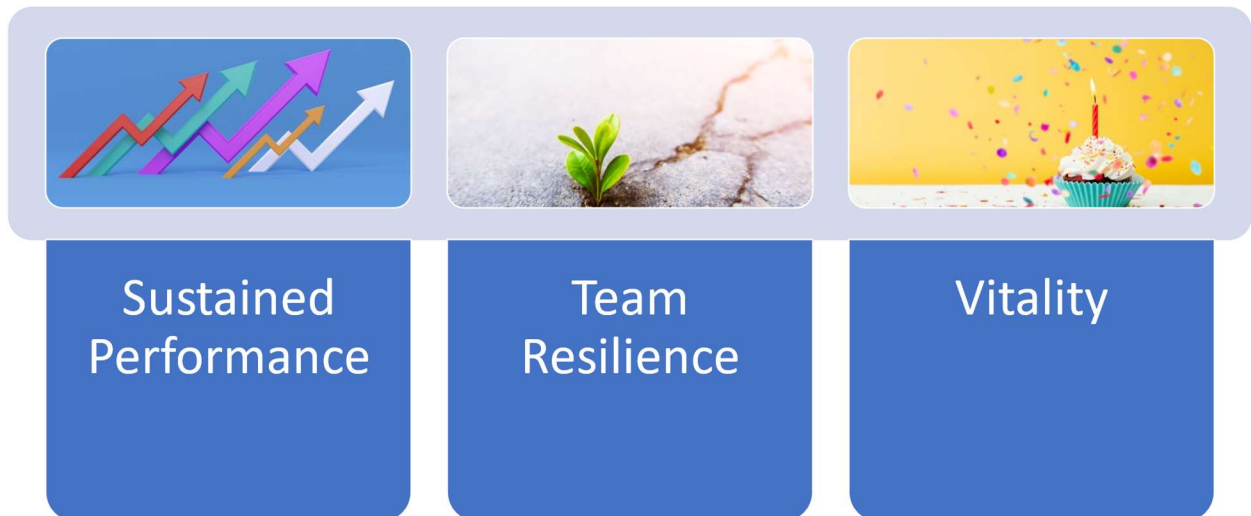 Sustained
Performance
Team
Resilience
Vitality